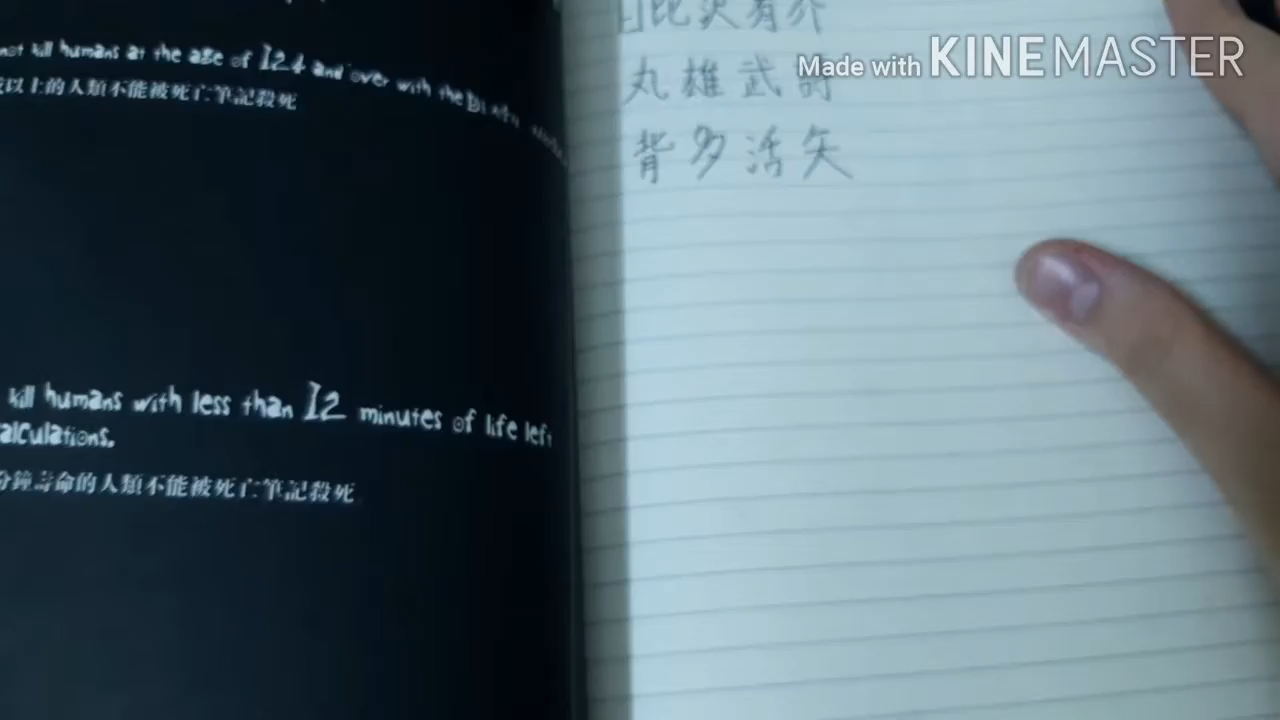 not kill humans at the age of 124 and over with the
以上的人類不能被死亡筆記殺死
kill humans with less than 12 minutes of life left
alculations.
分鐘壽命的人類不能被死亡筆記殺死
丸雄武
背多活矢
Made with KINEMASTER